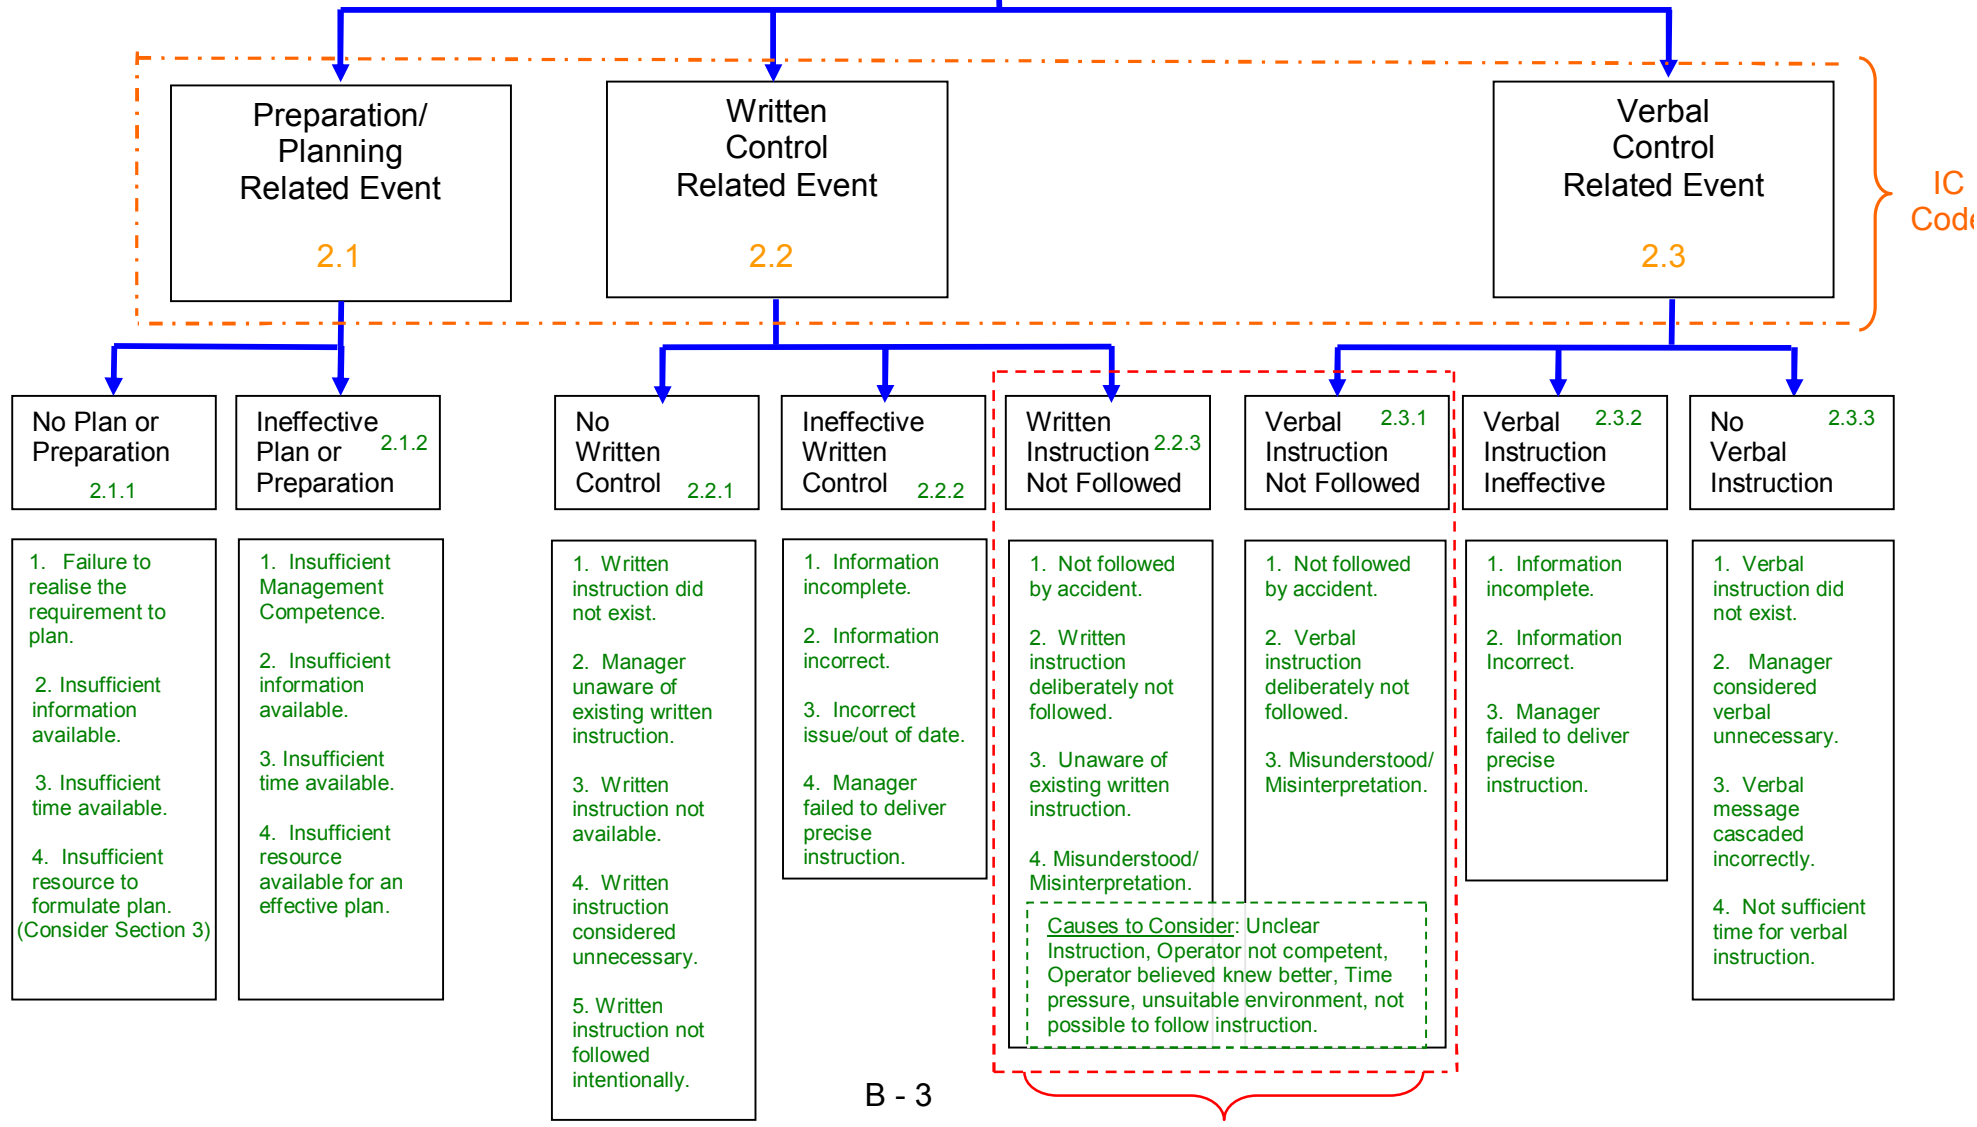 Preparation/
Planning
Related Event
2.1
Written
Control
Related Event
2.2
Verbal
Control
Related Event
2.3
IC
Code
No Plan or
Preparation
2.1.1
Ineffective
Plan or 2.1.2
Preparation
No
Written
Control 2.2.1
Ineffective
Written
Control 2.2.2
Written
Instruction 2.2.3
Not Followed
Verbal 2.3.1
Instruction
Not Followed
Verbal 2.3.2
Instruction
Ineffective
No 2.3.3
Verbal
Instruction
1. Failure to
realise the
requirement to
plan.
2. Insufficient
information
available.
3. Insufficient
time available.
4. Insufficient
resource to
formulate plan.
(Consider Section 3)
1. Insufficient
Management
Competence.
2. Insufficient
information
available.
3. Insufficient
time available.
4. Insufficient
resource
available for an
effective plan.
1. Written
instruction did
not exist.
2. Manager
unaware of
existing written
instruction.
3. Written
instruction not
available.
4. Written
instruction
considered
unnecessary.
5. Written
instruction not
followed
intentionally.
1. Information
incomplete.
2. Information
incorrect.
3. Incorrect
issue/out of date.
4. Manager
failed to deliver
precise
instruction.
1. Not followed
by accident.
2. Written
instruction
deliberately not
followed.
3. Unaware of
existing written
instruction.
4. Misunderstood/
Misinterpretation.
1. Not followed
by accident.
2. Verbal
instruction
deliberately not
followed.
3. Misunderstood/
Misinterpretation.
Causes to Consider: Unclear
Instruction, Operator not competent,
Operator believed knew better, Time
pressure, unsuitable environment, not
possible to follow instruction.
1. Information
incomplete.
2. Information
Incorrect.
3. Manager
failed to deliver
precise
instruction.
1. Verbal
instruction did
not exist.
2. Manager
considered
verbal
unnecessary.
3. Verbal
message
cascaded
incorrectly.
4. Not sufficient
time for verbal
instruction.
B - 3